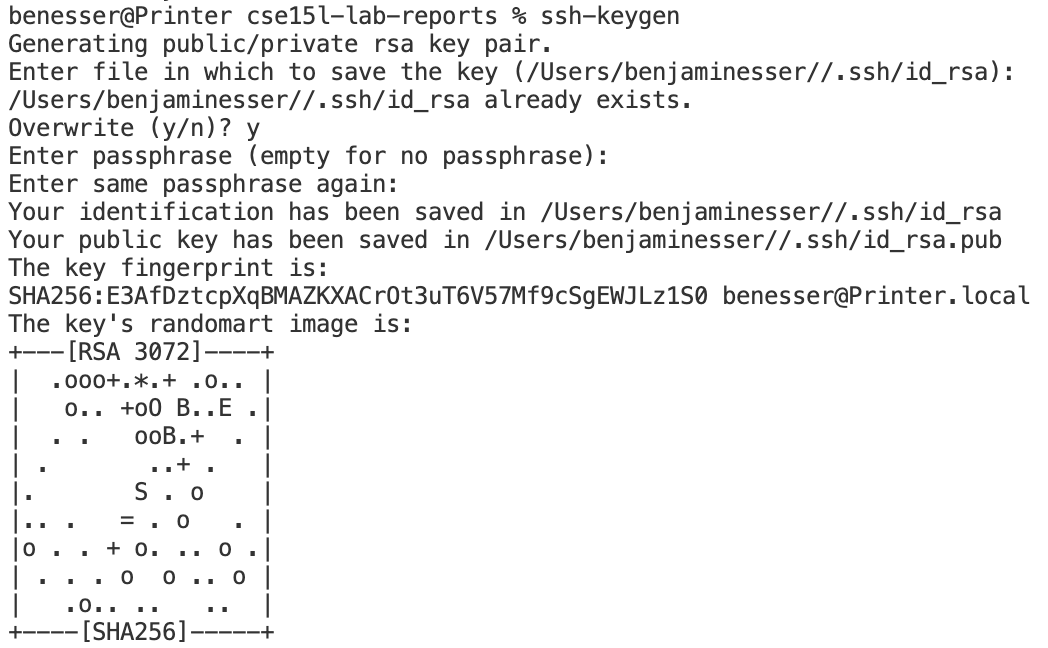 benesser@Printer cse15l-lab-reports % ssh-keygen
Generating public/private rsa key pair.
Enter file in which to save the key (/Users/benjaminesser//.ssh/id_rsa):
/Users/benjaminesser//.ssh/id_rsa already exists.
Overwrite (y/n)? y
Enter passphrase (empty for no passphrase):
Enter same passphrase again:
Your identification has been saved in /Users/benjaminesser//.ssh/id_rsa
Your public key has been saved in /Users/benjaminesser//.ssh/id_rsa.pub
The key fingerprint is:
SHA256:E3AfDztcpXqBMAZKXACrOt3uT6V57Mf9cSgEWJLz1S0 benesser@Printer.local
The key's randomart image is:
+---[RSA 3072]----+
|  .ooo+.*.+ .o.. |
|   o.. +oO B..E .|
|  . .   ooB.+  . |
| .       ..+ .   |
|.       S . o    |
|.. .   = . o   . |
|o . . + o. .. o .|
| . . . o  o .. o |
|   .o.. ..   ..  |
+----[SHA256]-----+